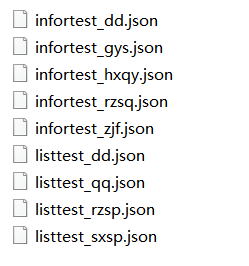 infortest_dd.json
infortest_gys.json
infortest_hxqy.json
infortest_rzsq.json
infortest_zjf.json
listtest_dd.json
listtest_qq.json
listtest_rzsp.json
listtest_sxsp.json